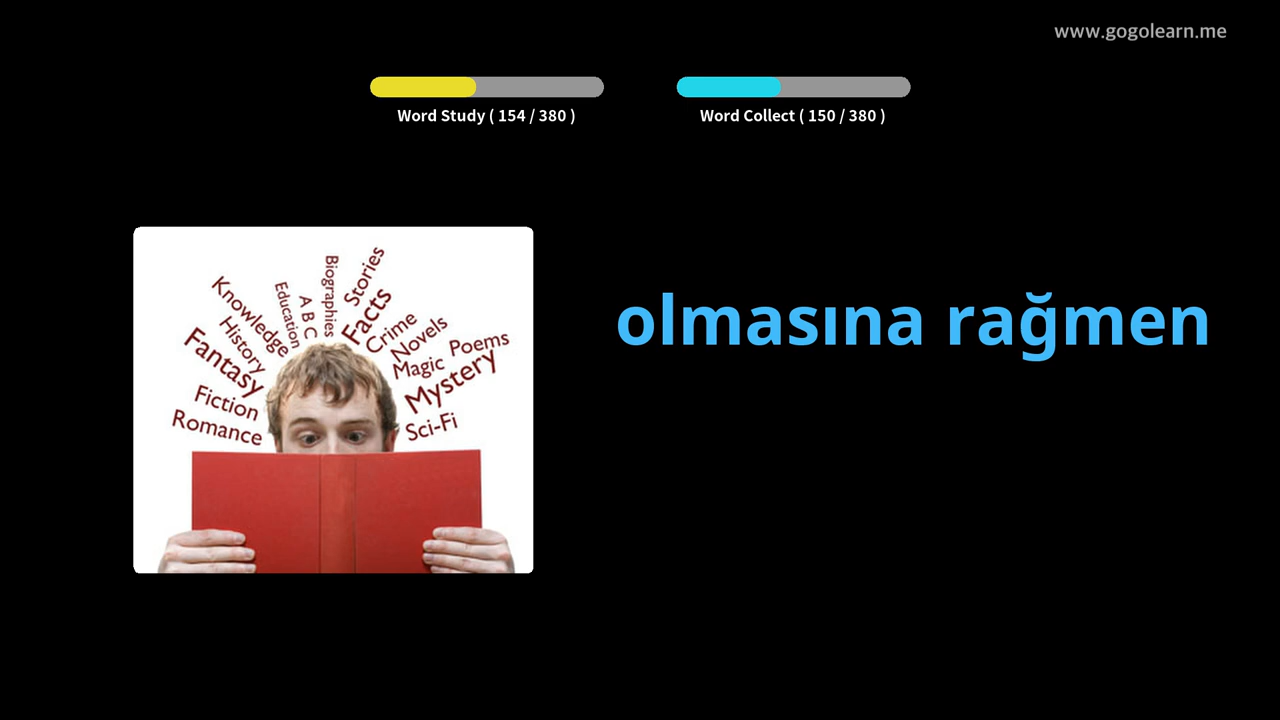 www.gogolearn.me
Word Study ( 154 / 380 )
Word Collect ( 150 / 380 )
olmasına rağmen
Biographies
Stories
Knowledge
Education
A B C
Facts
History
Crime
Novels
Fantasy
Magic
Poems
Mystery
Fiction
Romance
Sci-Fi